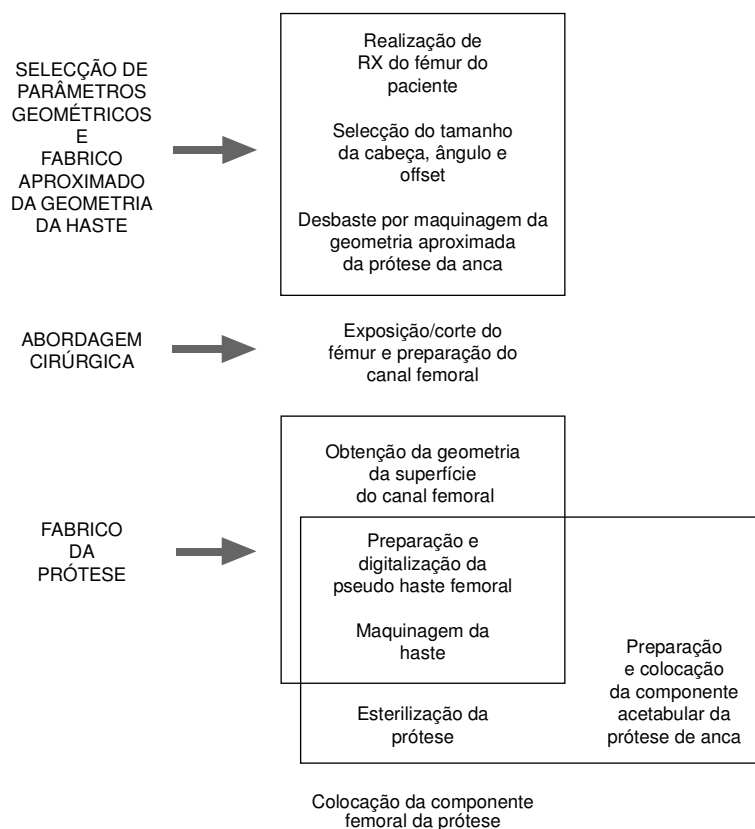 SELECÇÃO DE
PARÂMETROS
GEOMÉTRICOS
E
FABRICO
APROXIMADO
DA GEOMETRIA
DA HASTE
Realização de
RX do fémur do
paciente
Selecção do tamanho
da cabeça, ângulo e
offset
Desbaste por maquinagem da
geometria aproximada
da prótese da anca
ABORDAGEM
CIRÚRGICA
Exposição/corte do
fémur e preparação do
canal femoral
FABRICO
DA
PRÓTESE
Obtenção da geometria
da superfície
do canal femoral
Preparação e
digitalização da
pseudo haste femoral
Maquinagem da
haste
Esterilização da
prótese
Preparação
e colocação
da componente
acetabular da
prótese de anca
Colocação da componente
femoral da prótese